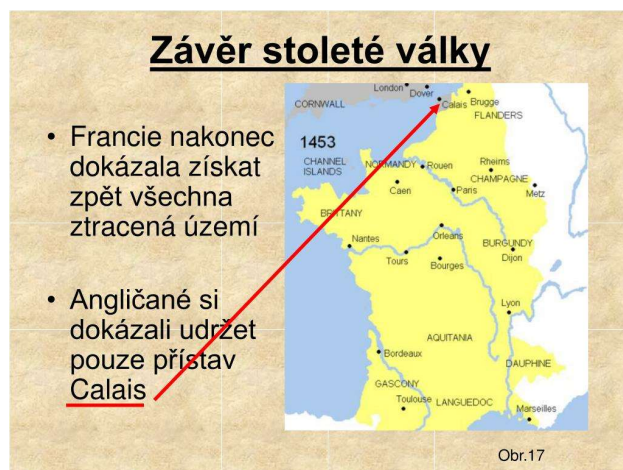 Závěr stoleté války
• Francie nakonec
dokázala získat
zpět všechna
ztracená území
• Angličané si
dokázali udržet
pouze přístav
Calais
London
Dover
CORNWALL
Calais
Brugge
FLANDERS
1453
CHANNEL
ISLANDS
NORMANDY
Rouen
Rheims
CHAMPAGNE
Caen
Paris
Metz
BRITTANY
Nantes
Orleans
BURGUNDY
Dijon
Tours
Bourges
Lyon
AQUITANIA
Bordeaux
DAUPHINE
GASCONY
Toulouse
LANGUEDOC
Marseilles
Obr.17